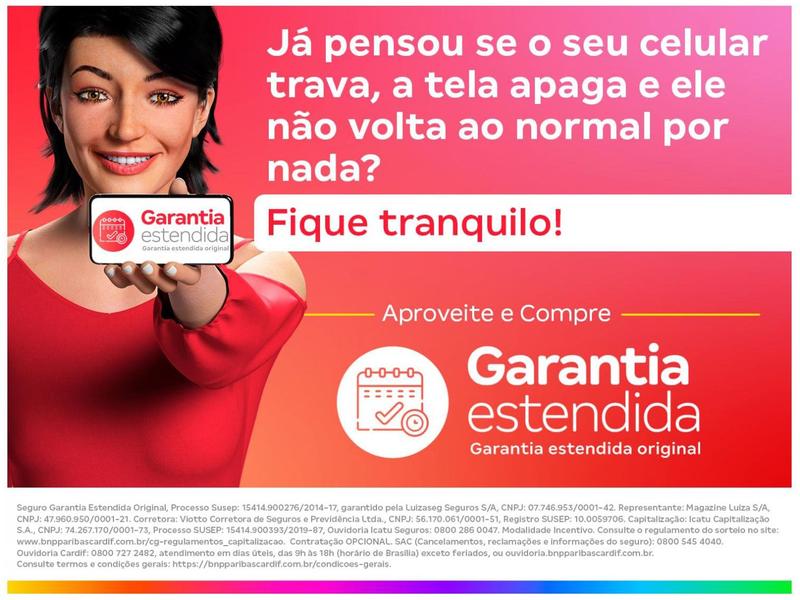 Já pensou se o seu celular
trava, a tela apaga e ele
não volta ao normal por
nada?
Fique tranquilo!
Garantia
estendida
Garantia estendida original
Aproveite e Compre
Garantia
estendida
Garantia estendida original
Seguro Garantia Estendida Original, Processo Susep: 15414.900276/2014-17, garantido pela Luizaseg Seguros S/A, CNPJ: 07.746.953/0001-42. Representante: Magazine Luiza S/A,
CNPJ: 47.960.950/0001-21. Corretora: Viotto Corretora de Seguros e Previdência Ltda., CNPJ: 56.170.061/0001-51, Registro SUSEP: 10.0059706. Capitalização: Icatu Capitalização
S.A., CNPJ: 74.267.170/0001-73, Processo SUSEP: 15414.900393/2019-87, Ouvidoria Icatu Seguros: 0800 286 0047. Modalidade Incentivo. Consulte o regulamento do sorteio no site:
www.bnpparibascardif.com.br/cg-regulamentos_capitalizacao. Contratação OPCIONAL. SAC (Cancelamentos, reclamações e informações do seguro): 0800 545 4040.
Ouvidoria Cardif: 0800 727 2482, atendimento em dias úteis, das 9h às 18h (horário de Brasília) exceto feriados, ou ouvidoria.bnpparibascardif.com.br.
Consulte termos e condições gerais: https://bnpparibascardif.com.br/condicoes-gerais.